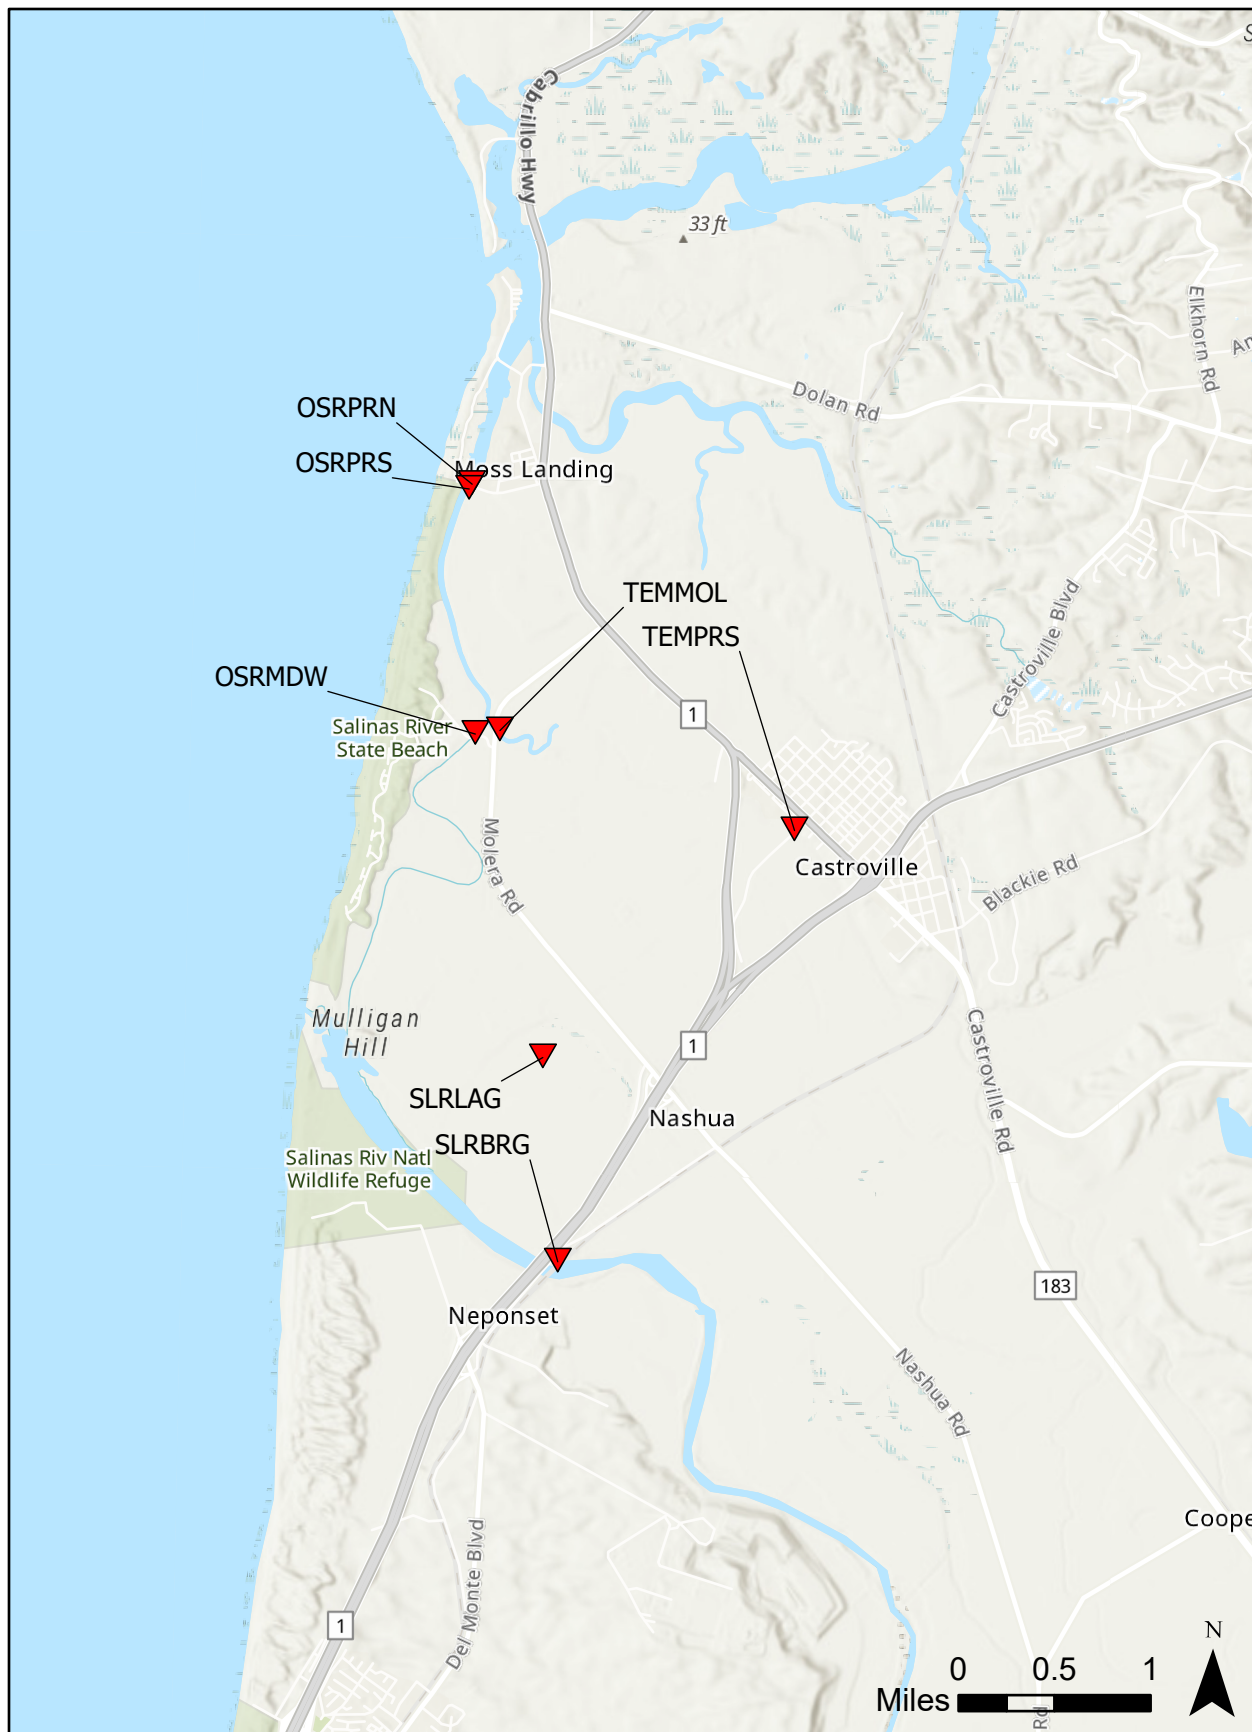 Cabrillo Hwy
33 ft
Elkhorn Rd
Dolan Rd
OSRPRN
OSRPRS
Moss Landing
TEMMOL
TEMPRS
Castroville Blvd
OSRMDW
1
Salinas River
State Beach
Molera Rd
Castroville
Blackie Rd
Mulligan
Hill
1
SLRLAG
Nashua
Castroville Rd
SLRBRG
Salinas Riv Natl
Wildlife Refuge
183
Neponset
Nashua Rd
Coope
Del Monte Blvd
1
N
0 0.5 1
Miles
Rd